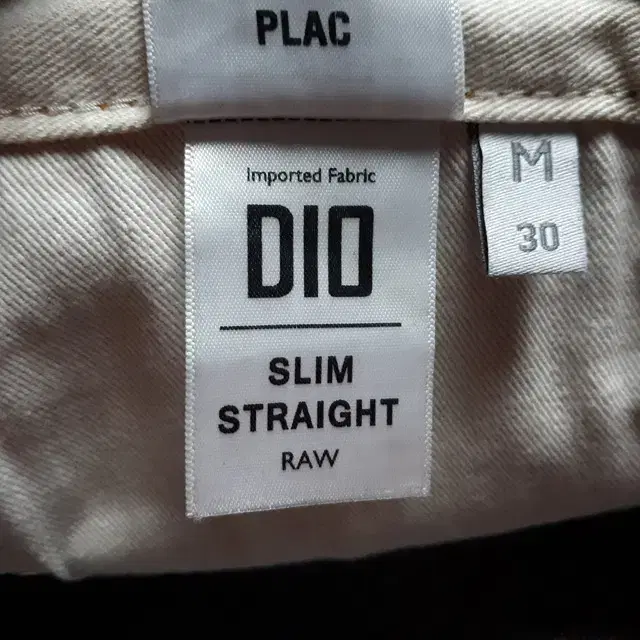 PLAC
Imported Fabric
DIO
SLIM
STRAIGHT
RAW
M
30